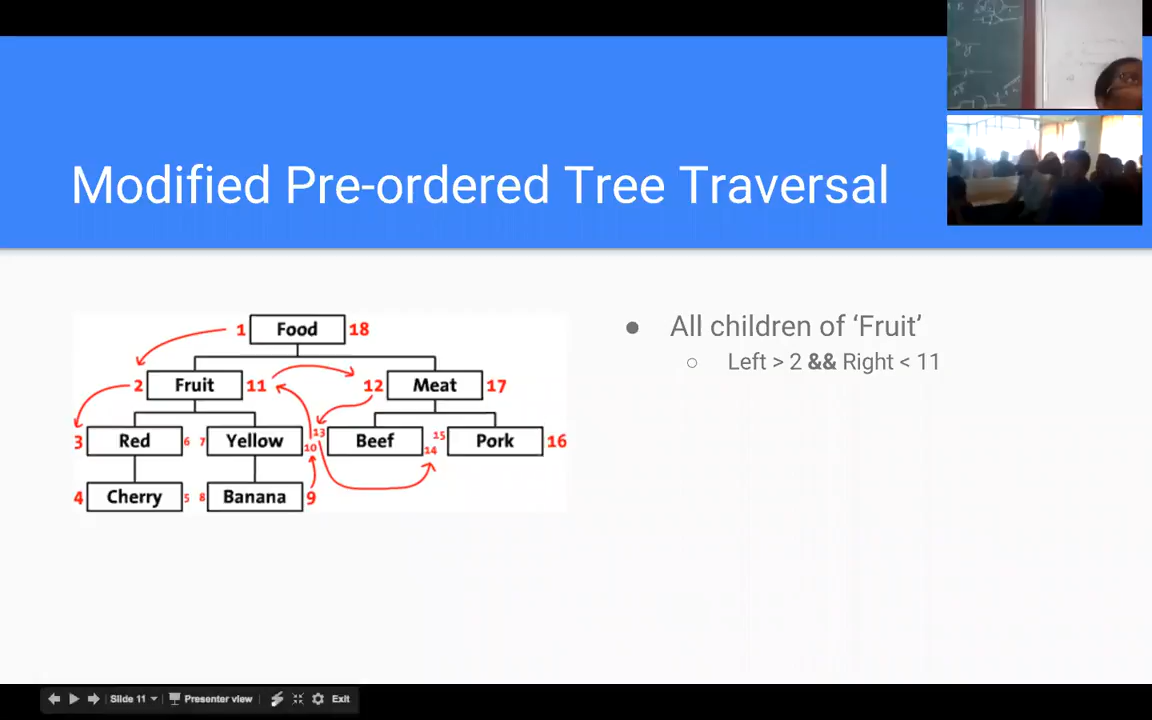 Modified Pre-ordered Tree Traversal
1 Food 18
2 Fruit 11 12 Meat 17
3 Red 6 7 Yellow 10 13 Beef 14 15 Pork 16
4 Cherry 5 8 Banana 9
● All children of ‘Fruit’
○ Left > 2 && Right < 11
Slide 11 Presenter view Exit